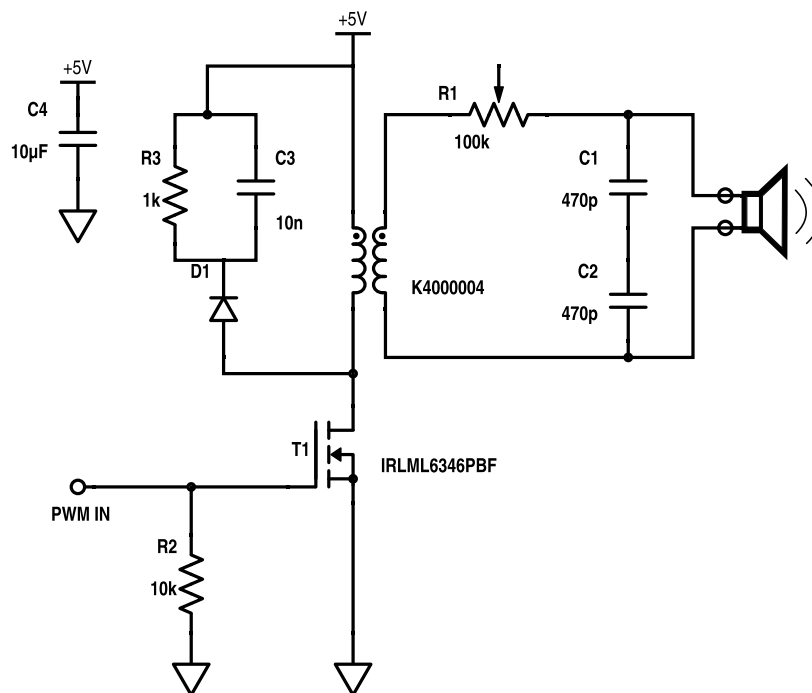 +5V
+5V
C4
10µF
R3
1k
C3
10n
D1
R1
100k
C1
470p
C2
470p
K4000004
T1
IRLML6346PBF
PWM IN
R2
10k